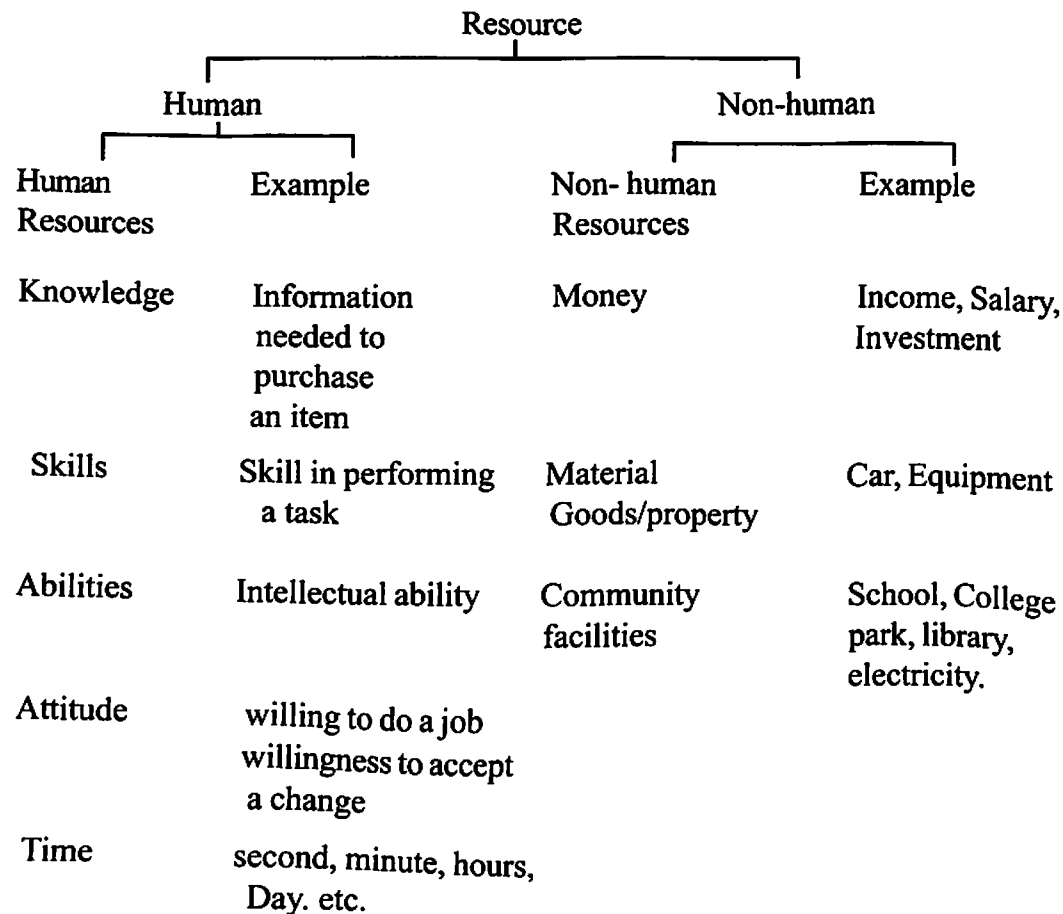 Resource
Human
Non-human
Human
Resources
Example
Non- human
Resources
Example
Knowledge
Information
needed to
purchase
an item
Money
Income, Salary,
Investment
Skills
Skill in performing
a task
Material
Goods/property
Car, Equipment
Abilities
Intellectual ability
Community
facilities
School, College
park, library,
electricity.
Attitude
willing to do a job
willingness to accept
a change
Time
second, minute, hours,
Day. etc.